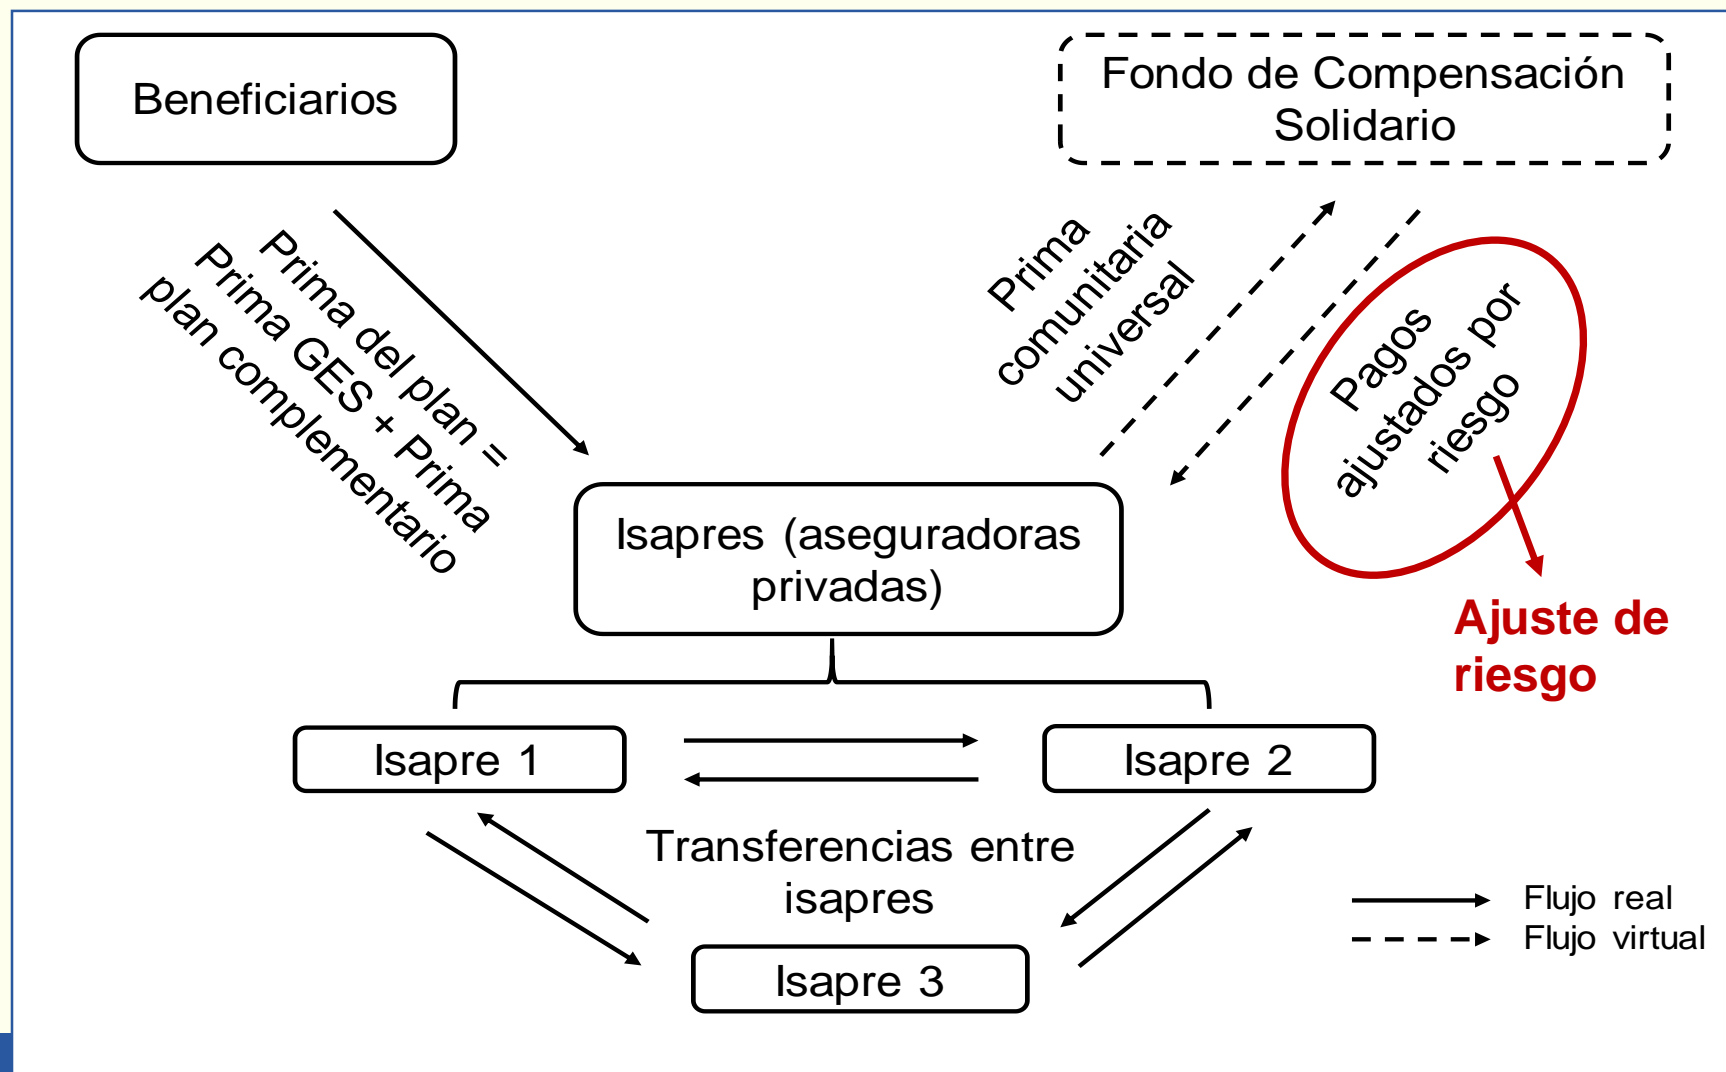 Beneficiarios
Fondo de Compensación
Solidario
Prima del plan =
Prima GES + Prima
plan complementario
Prima
comunitaria
universal
Pagos
ajustados por
riesgo
Isapres (aseguradoras
privadas)
Ajuste de
riesgo
Isapre 1
Isapre 2
Transferencias entre
isapres
Isapre 3
Flujo real
Flujo virtual